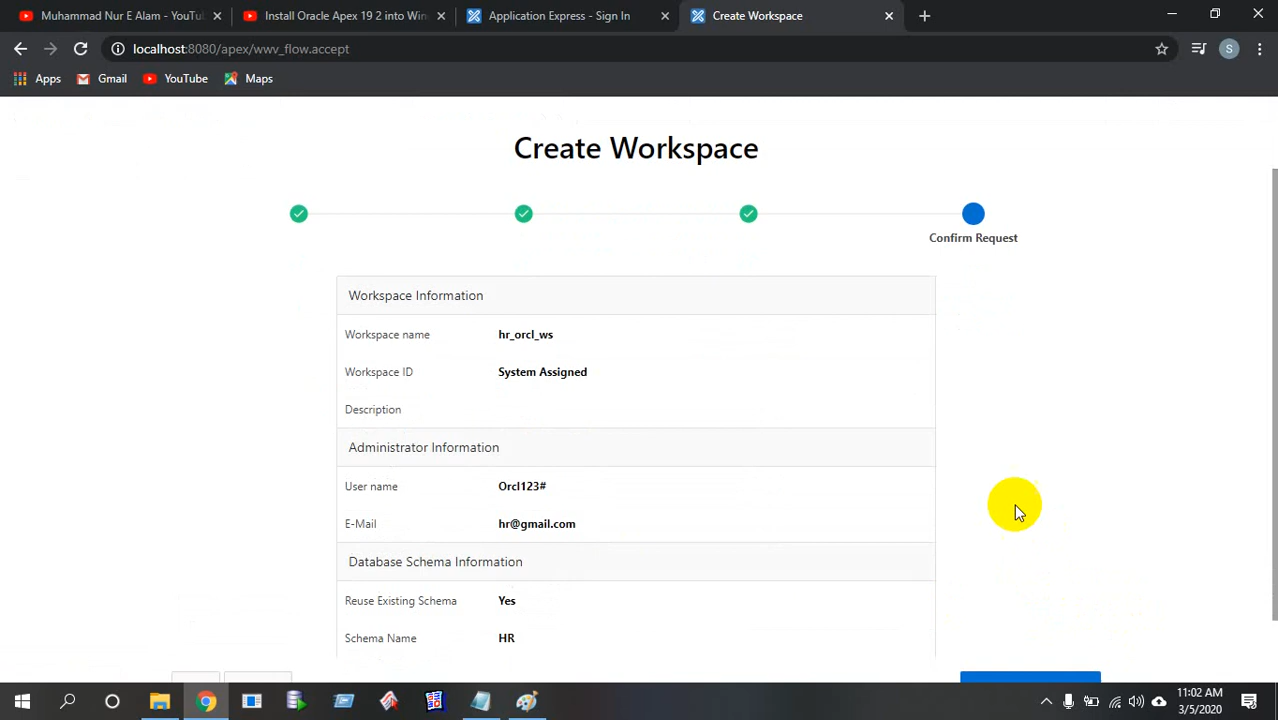 Muhammad Nur E Alam - YouTu
Install Oracle Apex 19 2 into Win
Application Express - Sign In
Create Workspace
localhost:8080/apex/wwv_flow.accept
S
Apps
Gmail
YouTube
Maps
Create Workspace
Confirm Request
Workspace Information
Workspace name hr_orcl_ws
Workspace ID System Assigned
Description
Administrator Information
User name Orcl123#
E-Mail hr@gmail.com
Database Schema Information
Reuse Existing Schema Yes
Schema Name HR
11:02 AM
3/5/2020